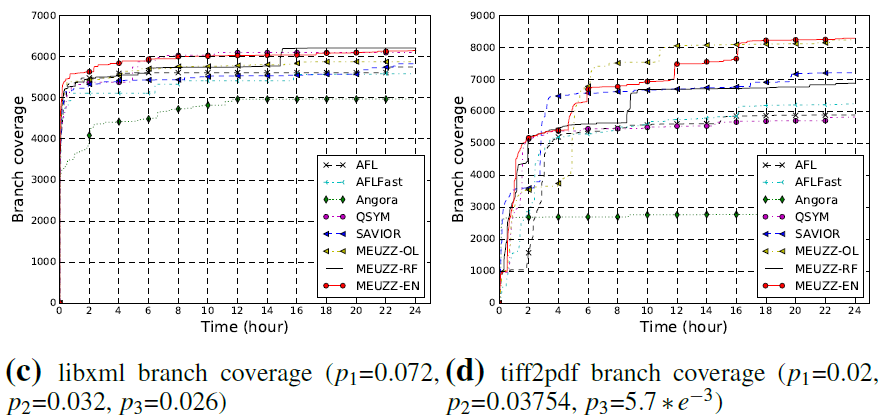 7000
6000
5000
4000
3000
2000
1000
0
Branch coverage
0 2 4 6 8 10 12 14 16 18 20 22 24
Time (hour)
AFL
AFLFast
Angora
QSYM
SAVIOR
MEUZZ-OL
MEUZZ-RF
MEUZZ-EN
9000
8000
7000
6000
5000
4000
3000
2000
1000
0
Branch coverage
0 2 4 6 8 10 12 14 16 18 20 22 24
Time (hour)
AFL
AFLFast
Angora
QSYM
SAVIOR
MEUZZ-OL
MEUZZ-RF
MEUZZ-EN
(c) libxml branch coverage (p₁=0.072,
p₂=0.032, p₃=0.026)
(d) tiff2pdf branch coverage (p₁=0.02,
p₂=0.03754, p₃=5.7 * e⁻³)